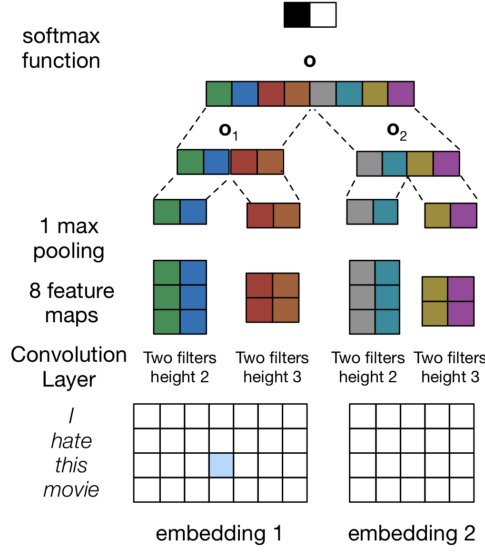 softmax
function
o
o1
o2
1 max
pooling
8 feature
maps
Convolution
Layer
Two filters
height 2
Two filters
height 3
Two filters
height 2
Two filters
height 3
I
hate
this
movie
embedding 1
embedding 2